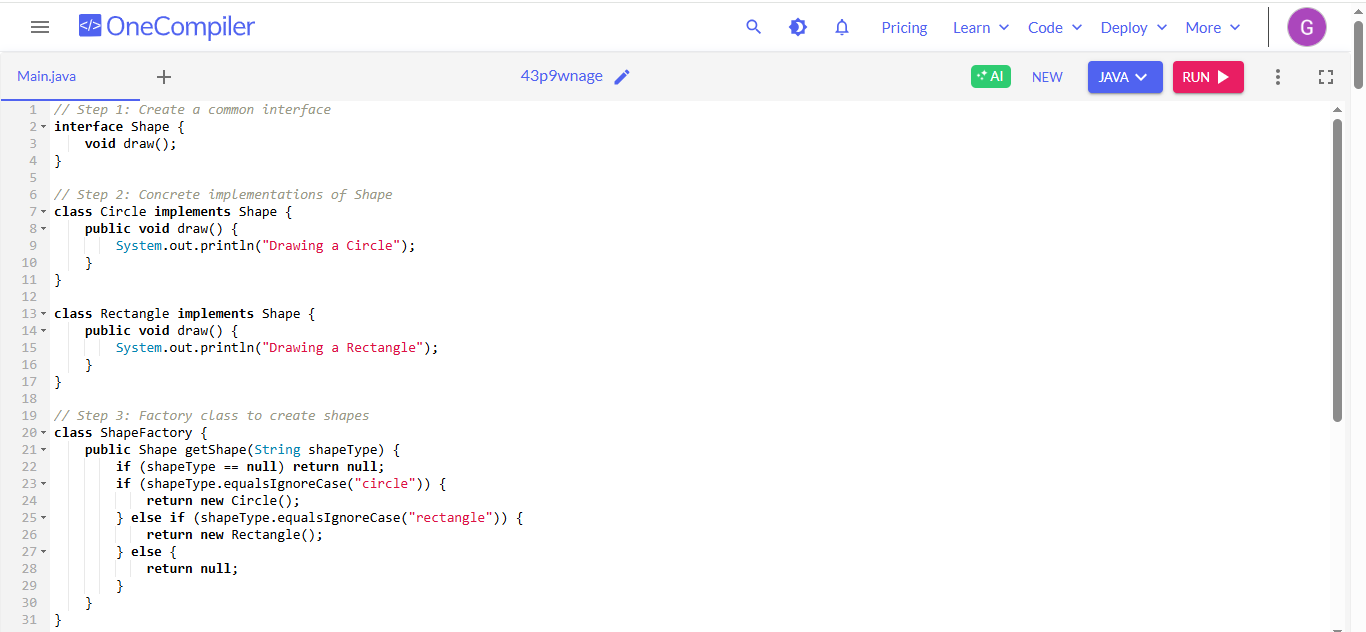 </> OneCompiler
Pricing Learn Code Deploy More G
Main.java + 43p9wnage AI NEW JAVA RUN
1 // Step 1: Create a common interface
2 interface Shape {
3     void draw();
4 }
5
6 // Step 2: Concrete implementations of Shape
7 class Circle implements Shape {
8     public void draw() {
9         System.out.println("Drawing a Circle");
10     }
11 }
12
13 class Rectangle implements Shape {
14     public void draw() {
15         System.out.println("Drawing a Rectangle");
16     }
17 }
18
19 // Step 3: Factory class to create shapes
20 class ShapeFactory {
21     public Shape getShape(String shapeType) {
22         if (shapeType == null) return null;
23         if (shapeType.equalsIgnoreCase("circle")) {
24             return new Circle();
25         } else if (shapeType.equalsIgnoreCase("rectangle")) {
26             return new Rectangle();
27         } else {
28             return null;
29         }
30     }
31 }